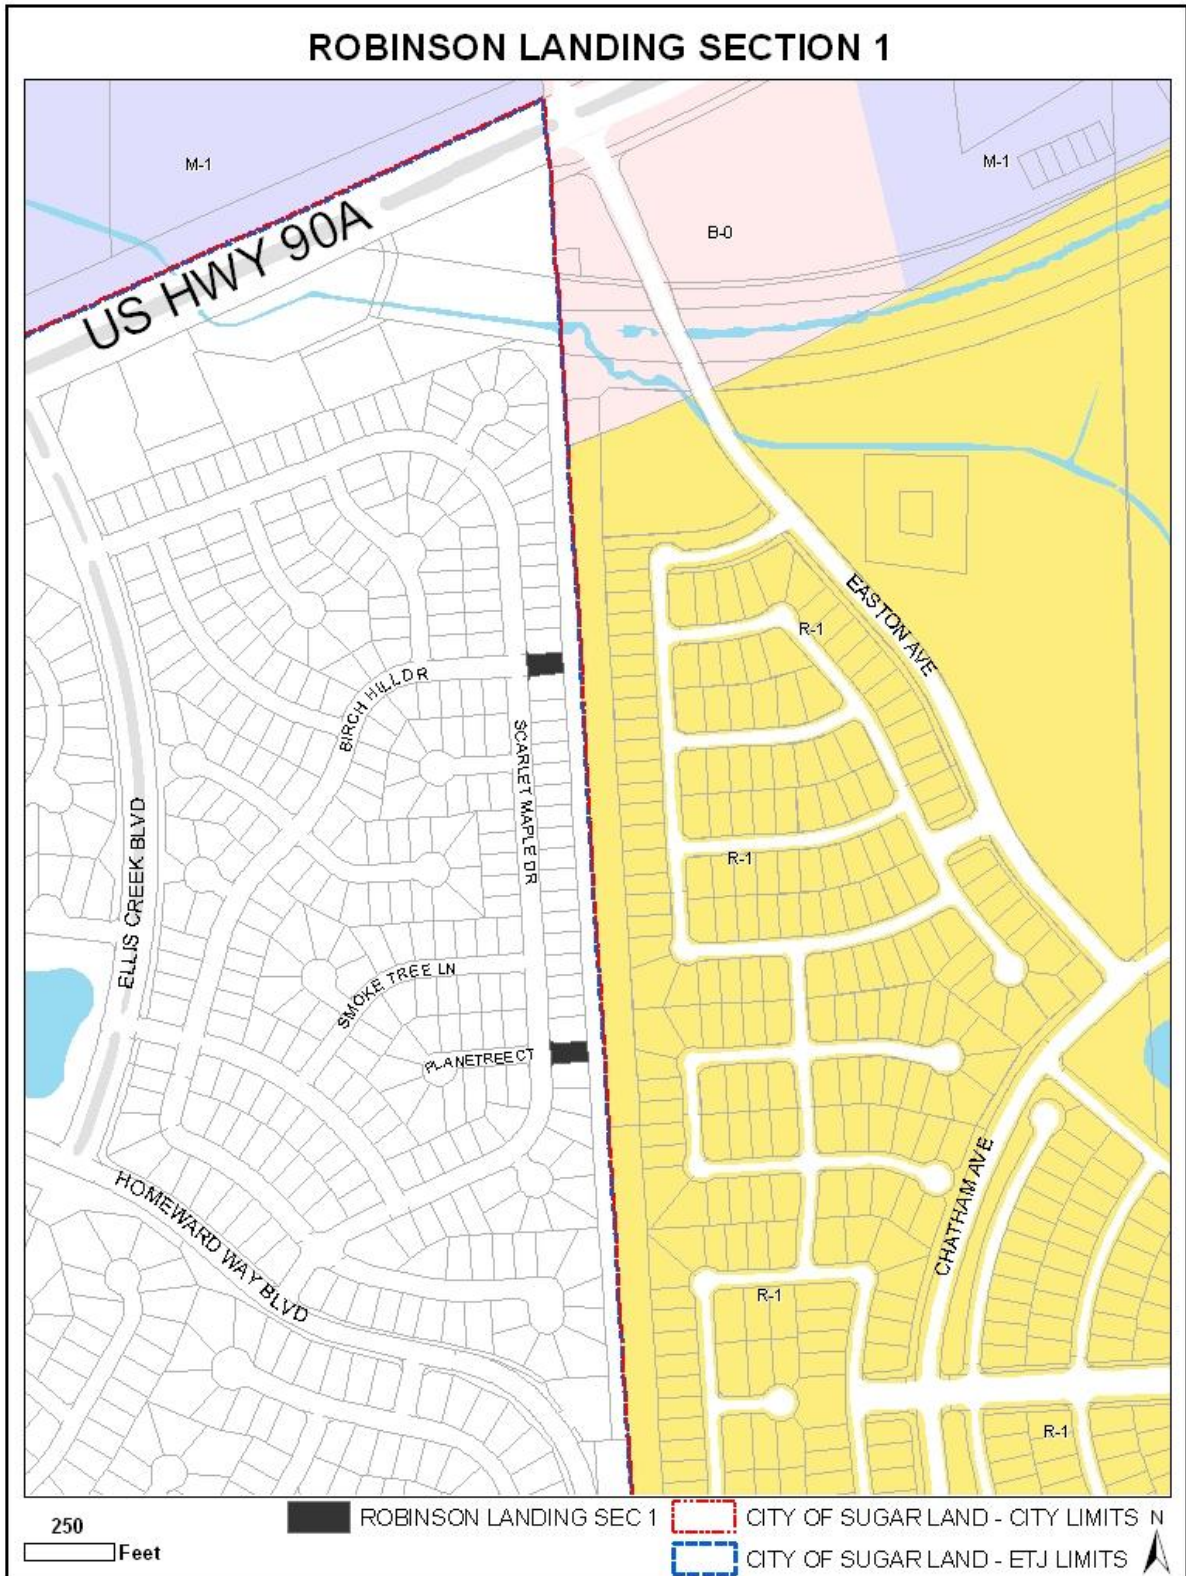 ROBINSON LANDING SECTION 1
M-1
M-1
US HWY 90A
B-0
EASTON AVE
R-1
BIRCH HILL DR
SCARLET MAPLE DR
ELLIS CREEK BLVD
R-1
SMOKE TREE LN
PLANETREE CT
CHATHAM AVE
HOMEWARD WAY BLVD
R-1
R-1
250
Feet
ROBINSON LANDING SEC 1
CITY OF SUGAR LAND - CITY LIMITS
N
CITY OF SUGAR LAND - ETJ LIMITS